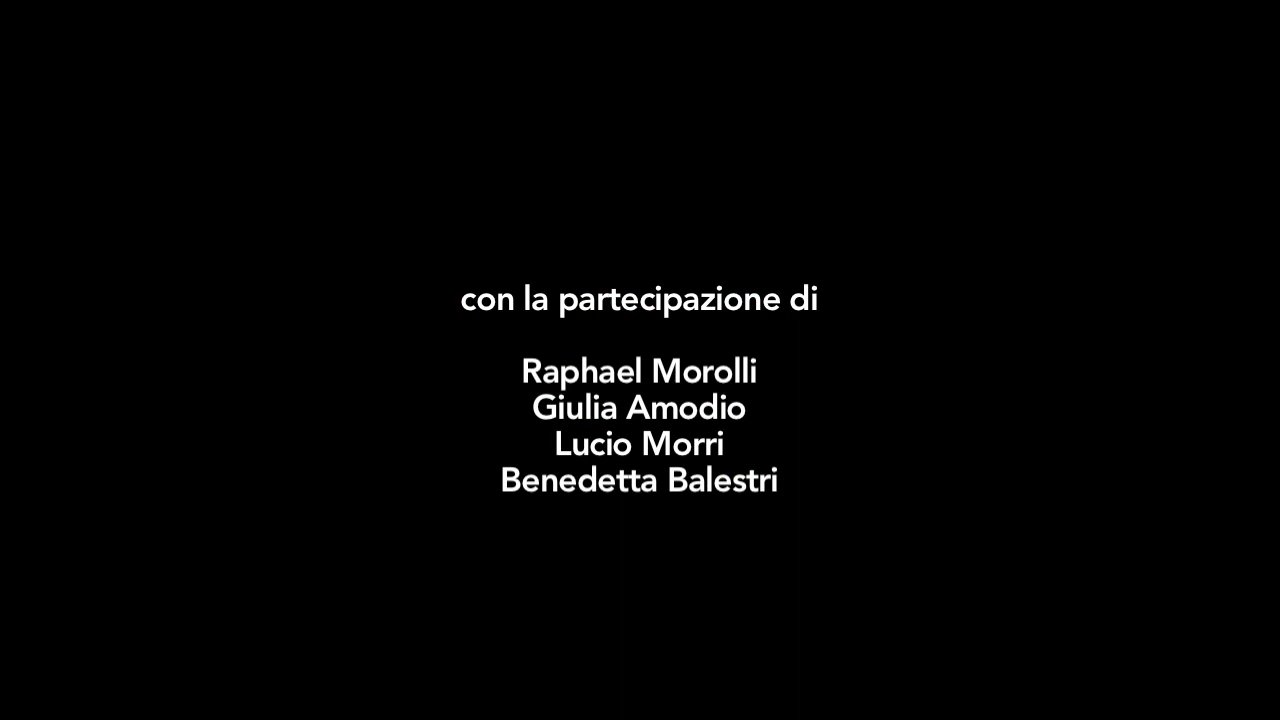 con la partecipazione di
Raphael Morolli
Giulia Amodio
Lucio Morri
Benedetta Balestri